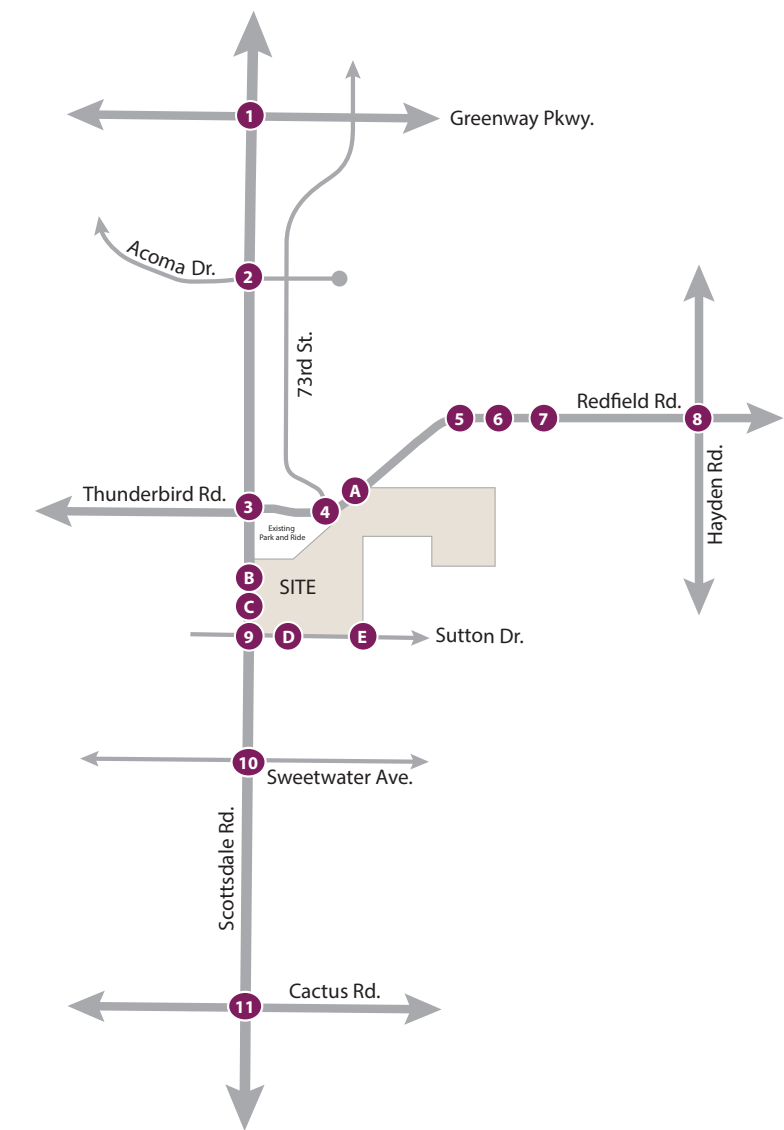 1
Greenway Pkwy.
Acoma Dr.
2
73rd St.
Redfield Rd.
5
6
7
8
Hayden Rd.
Thunderbird Rd.
3
A
4
Existing
Park and Ride
B
SITE
C
9
D
E
Sutton Dr.
10
Sweetwater Ave.
Scottsdale Rd.
Cactus Rd.
11